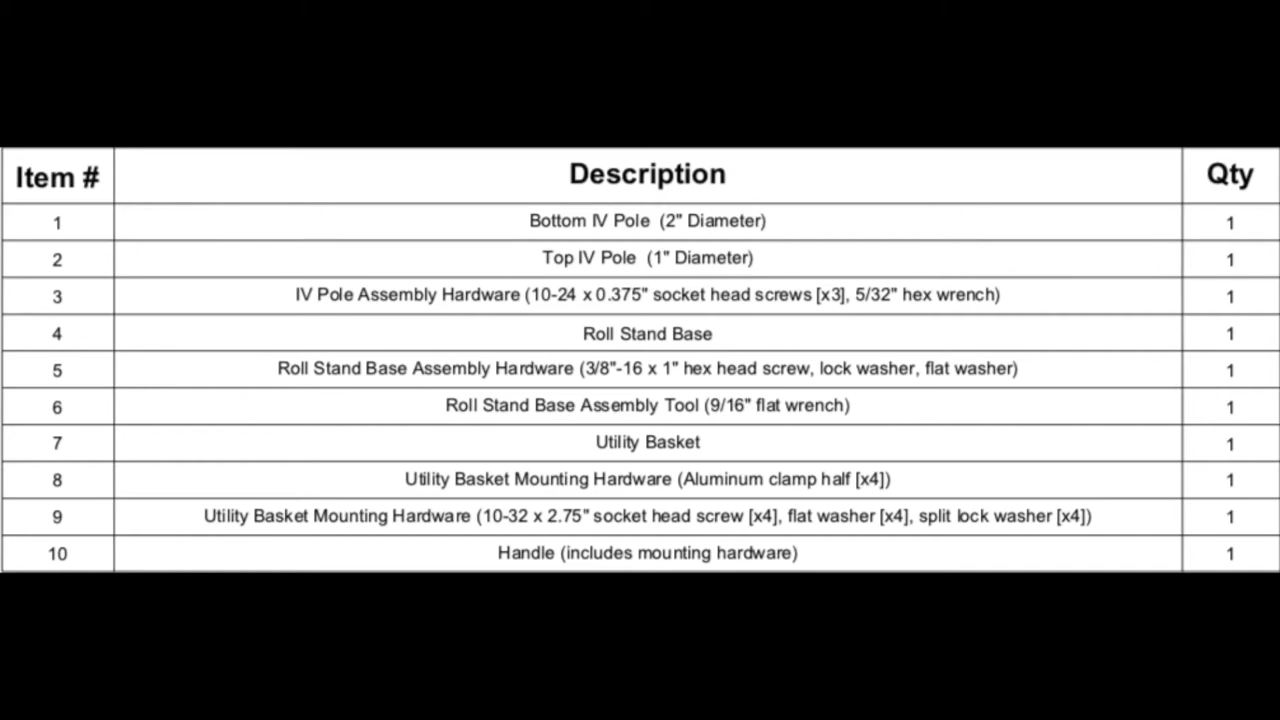 Item # Description Qty
1 Bottom IV Pole (2" Diameter) 1
2 Top IV Pole (1" Diameter) 1
3 IV Pole Assembly Hardware (10-24 x 0.375" socket head screws [x3], 5/32" hex wrench) 1
4 Roll Stand Base 1
5 Roll Stand Base Assembly Hardware (3/8"-16 x 1" hex head screw, lock washer, flat washer) 1
6 Roll Stand Base Assembly Tool (9/16" flat wrench) 1
7 Utility Basket 1
8 Utility Basket Mounting Hardware (Aluminum clamp half [x4]) 1
9 Utility Basket Mounting Hardware (10-32 x 2.75" socket head screw [x4], flat washer [x4], split lock washer [x4]) 1
10 Handle (includes mounting hardware) 1